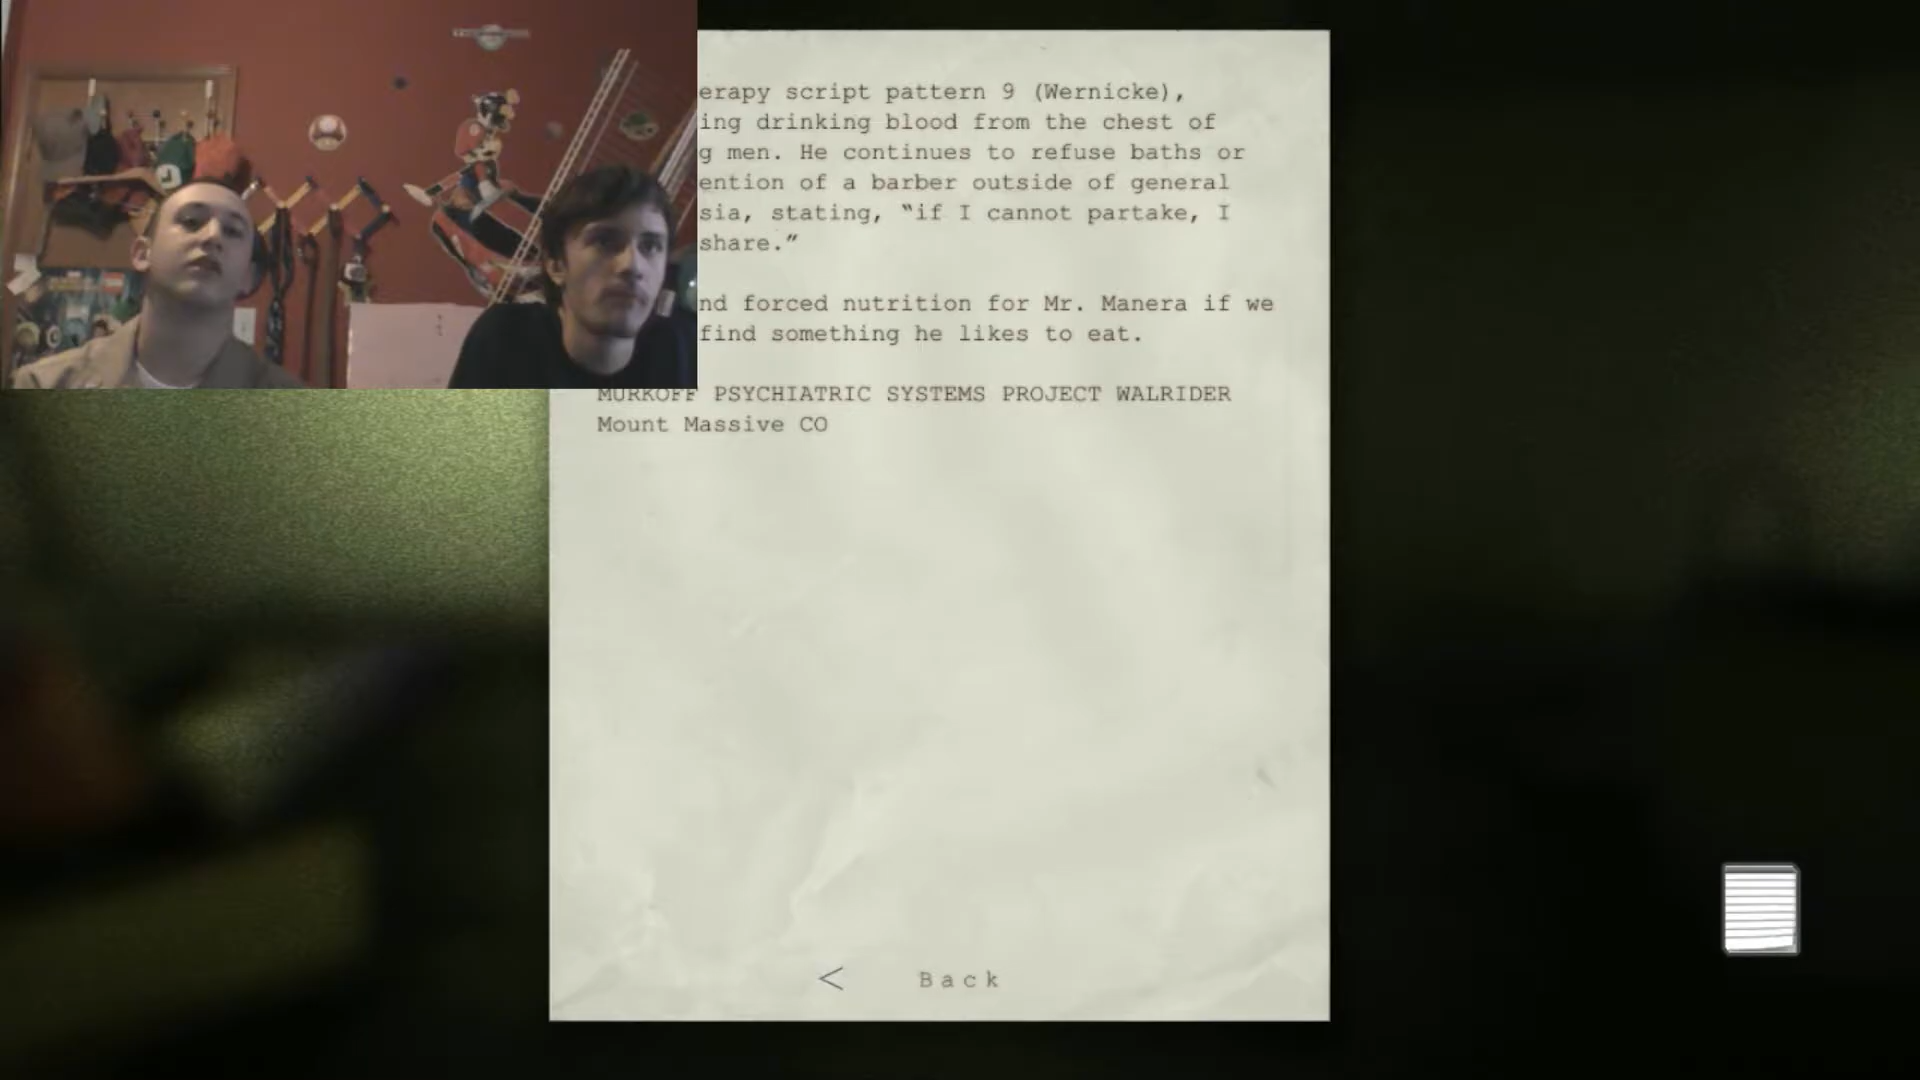 erapy script pattern 9 (Wernicke),
ing drinking blood from the chest of
g men. He continues to refuse baths or
ention of a barber outside of general
sia, stating, “if I cannot partake, I
share.”
nd forced nutrition for Mr. Manera if we
find something he likes to eat.
MURKOFF PSYCHIATRIC SYSTEMS PROJECT WALRIDER
Mount Massive CO
< Back